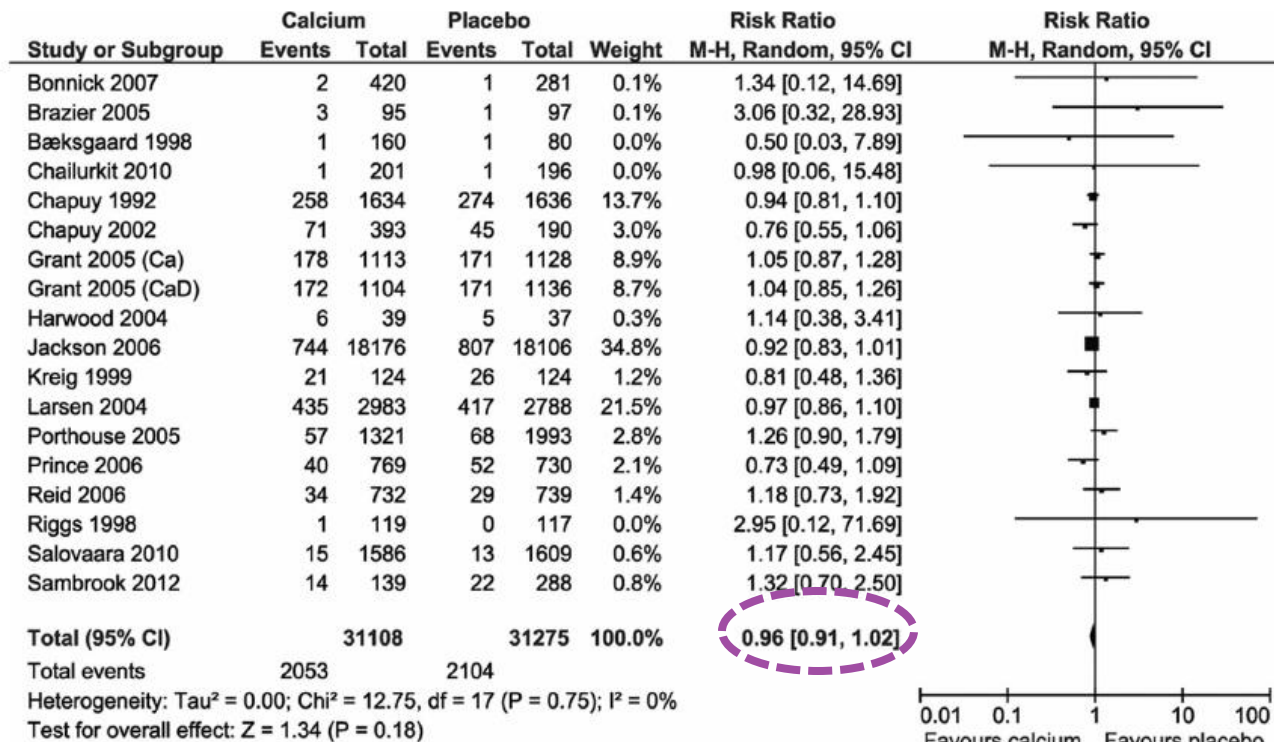 Calcium Placebo Risk Ratio Risk Ratio
Study or Subgroup Events Total Events Total Weight M-H, Random, 95% CI M-H, Random, 95% CI
Bonnick 2007 2 420 1 281 0.1% 1.34 [0.12, 14.69]
Brazier 2005 3 95 1 97 0.1% 3.06 [0.32, 28.93]
Bæksgaard 1998 1 160 1 80 0.0% 0.50 [0.03, 7.89]
Chailurkit 2010 1 201 1 196 0.0% 0.98 [0.06, 15.48]
Chapuy 1992 258 1634 274 1636 13.7% 0.94 [0.81, 1.10]
Chapuy 2002 71 393 45 190 3.0% 0.76 [0.55, 1.06]
Grant 2005 (Ca) 178 1113 171 1128 8.9% 1.05 [0.87, 1.28]
Grant 2005 (CaD) 172 1104 171 1136 8.7% 1.04 [0.85, 1.26]
Harwood 2004 6 39 5 37 0.3% 1.14 [0.38, 3.41]
Jackson 2006 744 18176 807 18106 34.8% 0.92 [0.83, 1.01]
Kreig 1999 21 124 26 124 1.2% 0.81 [0.48, 1.36]
Larsen 2004 435 2983 417 2788 21.5% 0.97 [0.86, 1.10]
Porthouse 2005 57 1321 68 1993 2.8% 1.26 [0.90, 1.79]
Prince 2006 40 769 52 730 2.1% 0.73 [0.49, 1.09]
Reid 2006 34 732 29 739 1.4% 1.18 [0.73, 1.92]
Riggs 1998 1 119 0 117 0.0% 2.95 [0.12, 71.69]
Salovaara 2010 15 1586 13 1609 0.6% 1.17 [0.56, 2.45]
Sambrook 2012 14 139 22 288 0.8% 1.32 [0.70, 2.50]
Total (95% CI) 31108 31275 100.0% 0.96 [0.91, 1.02]
Total events 2053 2104
Heterogeneity: Tau² = 0.00; Chi² = 12.75, df = 17 (P = 0.75); I² = 0%
Test for overall effect: Z = 1.34 (P = 0.18)
0.01 0.1 1 10 100
Favours calcium Favours placebo